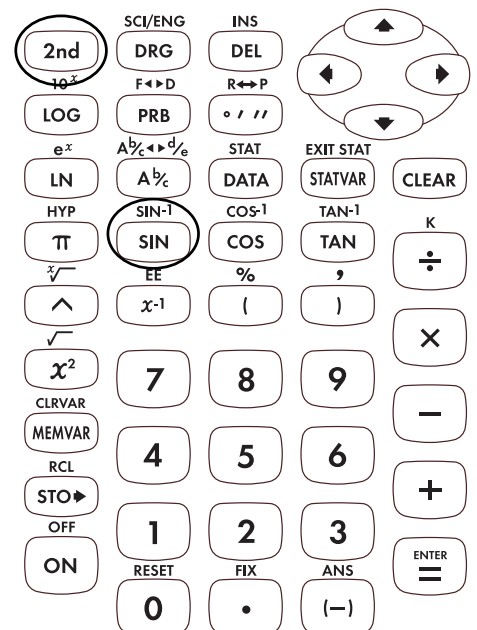 SCI/ENG INS
2nd DRG DEL
10ˣ F◂▸D R↔P
LOG PRB ° ′ ″
eˣ Ab⁄c◂▸d⁄e STAT EXIT STAT
LN Ab⁄c DATA STATVAR CLEAR
HYP SIN-1 COS-1 TAN-1 K
π SIN COS TAN ÷
ˣ√ EE % ,
^ x-1 ( ) ×
√
x² 7 8 9 −
CLRVAR
MEMVAR 4 5 6
RCL
STO▸ +
OFF
ON 1 2 3 ENTER
=
RESET FIX ANS
0 . (−)